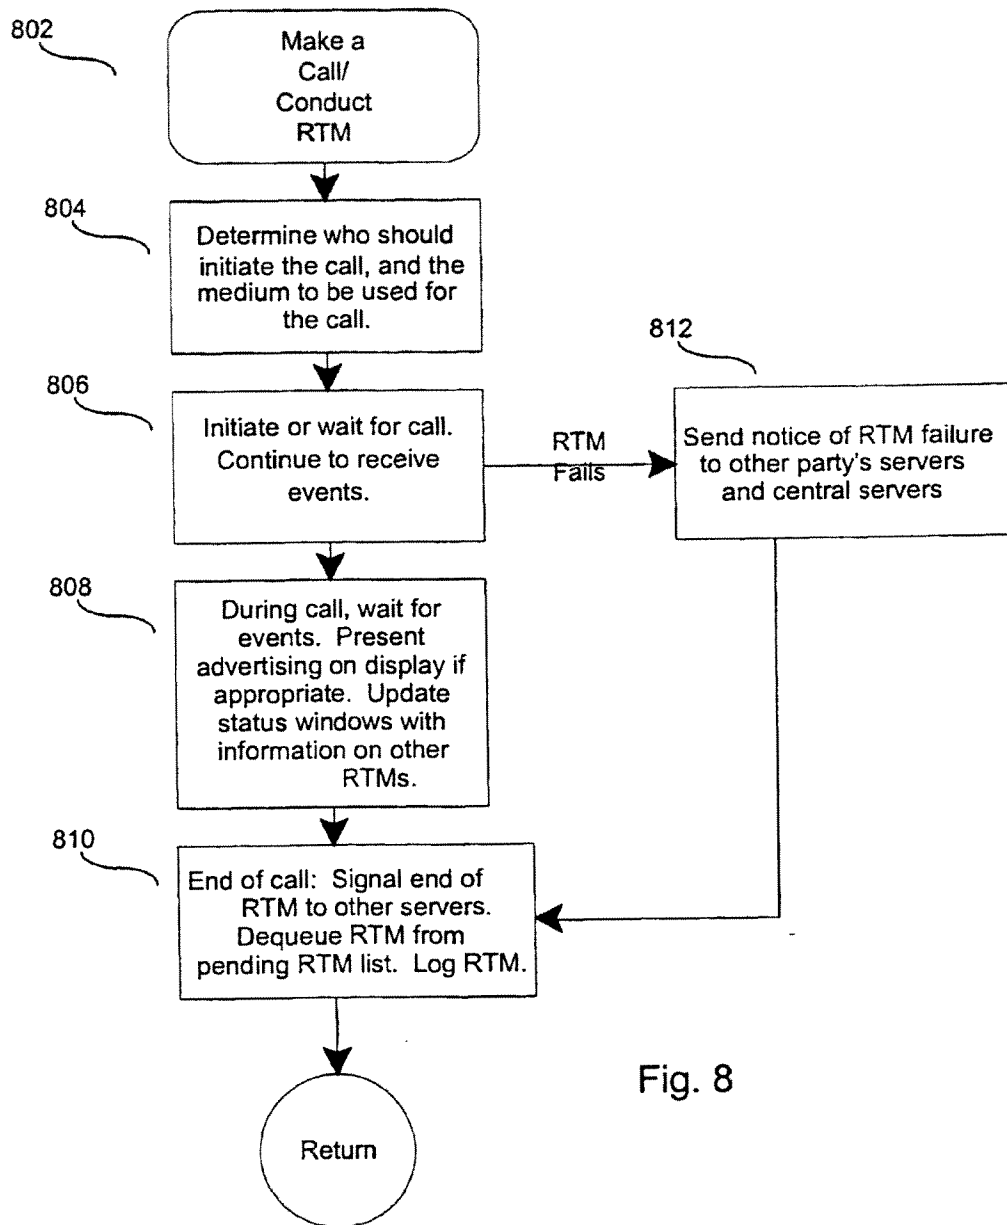 802
Make a
Call/
Conduct
RTM
804
Determine who should
initiate the call, and the
medium to be used for
the call.
806
Initiate or wait for call.
Continue to receive
events.
RTM
Fails
812
Send notice of RTM failure
to other party's servers
and central servers
808
During call, wait for
events. Present
advertising on display if
appropriate. Update
status windows with
information on other
RTMs.
810
End of call: Signal end of
RTM to other servers.
Dequeue RTM from
pending RTM list. Log RTM.
Return
Fig. 8